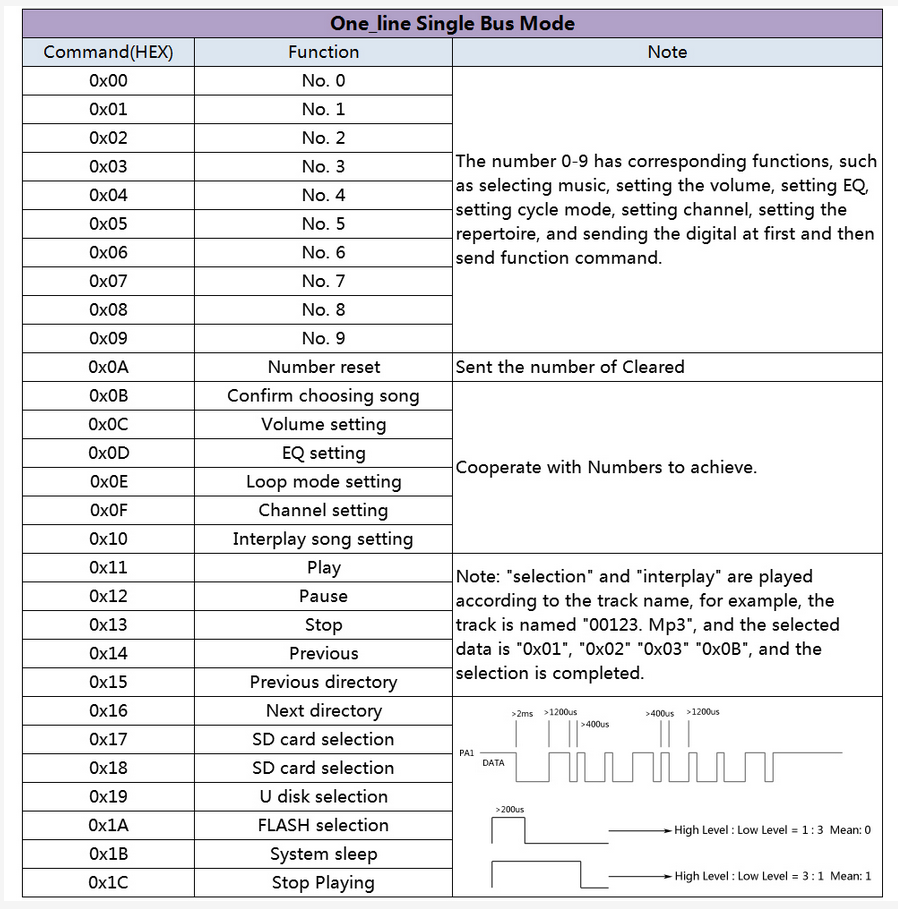 One_line Single Bus Mode
Command(HEX) Function Note
0x00 No. 0
0x01 No. 1
0x02 No. 2
0x03 No. 3
0x04 No. 4
0x05 No. 5
0x06 No. 6
0x07 No. 7
0x08 No. 8
0x09 No. 9
The number 0-9 has corresponding functions, such
as selecting music, setting the volume, setting EQ,
setting cycle mode, setting channel, setting the
repertoire, and sending the digital at first and then
send function command.
0x0A Number reset Sent the number of Cleared
0x0B Confirm choosing song
0x0C Volume setting
0x0D EQ setting
0x0E Loop mode setting
0x0F Channel setting
0x10 Interplay song setting
Cooperate with Numbers to achieve.
0x11 Play
0x12 Pause
0x13 Stop
0x14 Previous
0x15 Previous directory
Note: "selection" and "interplay" are played
according to the track name, for example, the
track is named "00123. Mp3", and the selected
data is "0x01", "0x02" "0x03" "0x0B", and the
selection is completed.
0x16 Next directory
0x17 SD card selection
0x18 SD card selection
0x19 U disk selection
0x1A FLASH selection
0x1B System sleep
0x1C Stop Playing
>2ms >1200us >400us >1200us
>400us
PA1
DATA
>200us
High Level : Low Level = 1 : 3 Mean: 0
High Level : Low Level = 3 : 1 Mean: 1